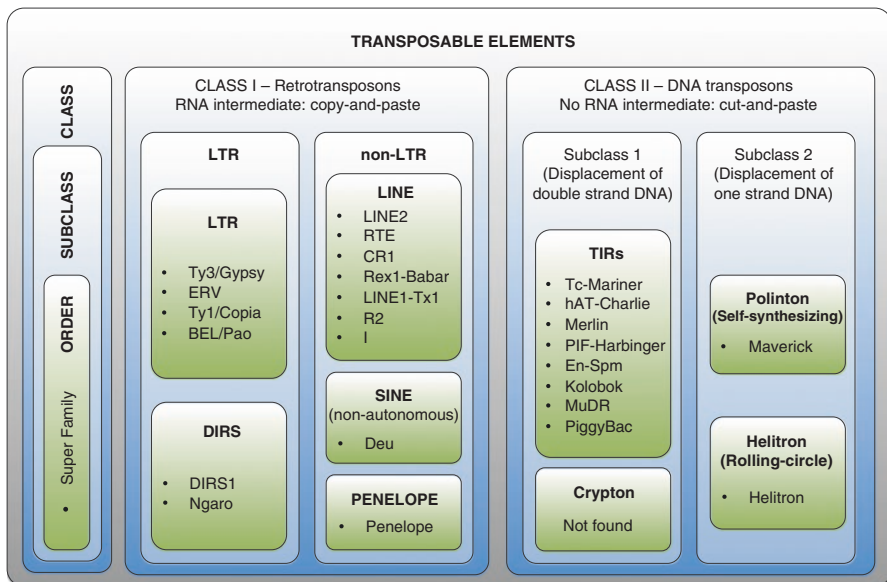 TRANSPOSABLE ELEMENTS
CLASS
SUBCLASS
ORDER
• Super Family
CLASS I – Retrotransposons
RNA intermediate: copy-and-paste
LTR
LTR
• Ty3/Gypsy
• ERV
• Ty1/Copia
• BEL/Pao
DIRS
• DIRS1
• Ngaro
non-LTR
LINE
• LINE2
• RTE
• CR1
• Rex1-Babar
• LINE1-Tx1
• R2
• I
SINE
(non-autonomous)
• Deu
PENELOPE
• Penelope
CLASS II – DNA transposons
No RNA intermediate: cut-and-paste
Subclass 1
(Displacement of
double strand DNA)
TIRs
• Tc-Mariner
• hAT-Charlie
• Merlin
• PIF-Harbinger
• En-Spm
• Kolobok
• MuDR
• PiggyBac
Crypton
Not found
Subclass 2
(Displacement of
one strand DNA)
Polinton
(Self-synthesizing)
• Maverick
Helitron
(Rolling-circle)
• Helitron